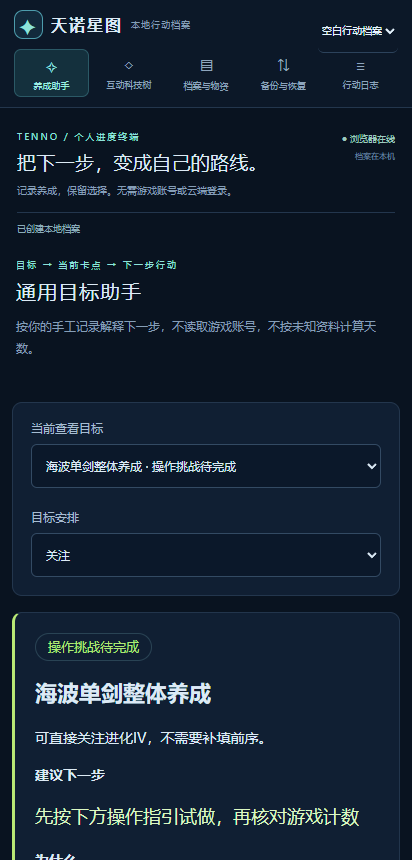 天诺星图 本地行动档案
空白行动档案
养成助手
互动科技树
档案与物资
备份与恢复
行动日志
TENNO / 个人进度终端
浏览器在线
把下一步，变成自己的路线。
档案在本机
记录养成，保留选择。无需游戏账号或云端登录。
已创建本地档案
目标 → 当前卡点 → 下一步行动
通用目标助手
按你的手工记录解释下一步，不读取游戏账号，不按未知资料计算天
数。
当前查看目标
海波单剑整体养成 · 操作挑战待完成
目标安排
关注
操作挑战待完成
海波单剑整体养成
可直接关注进化IV，不需要补填前序。
建议下一步
先按下方操作指引试做，再核对游戏计数
为什么